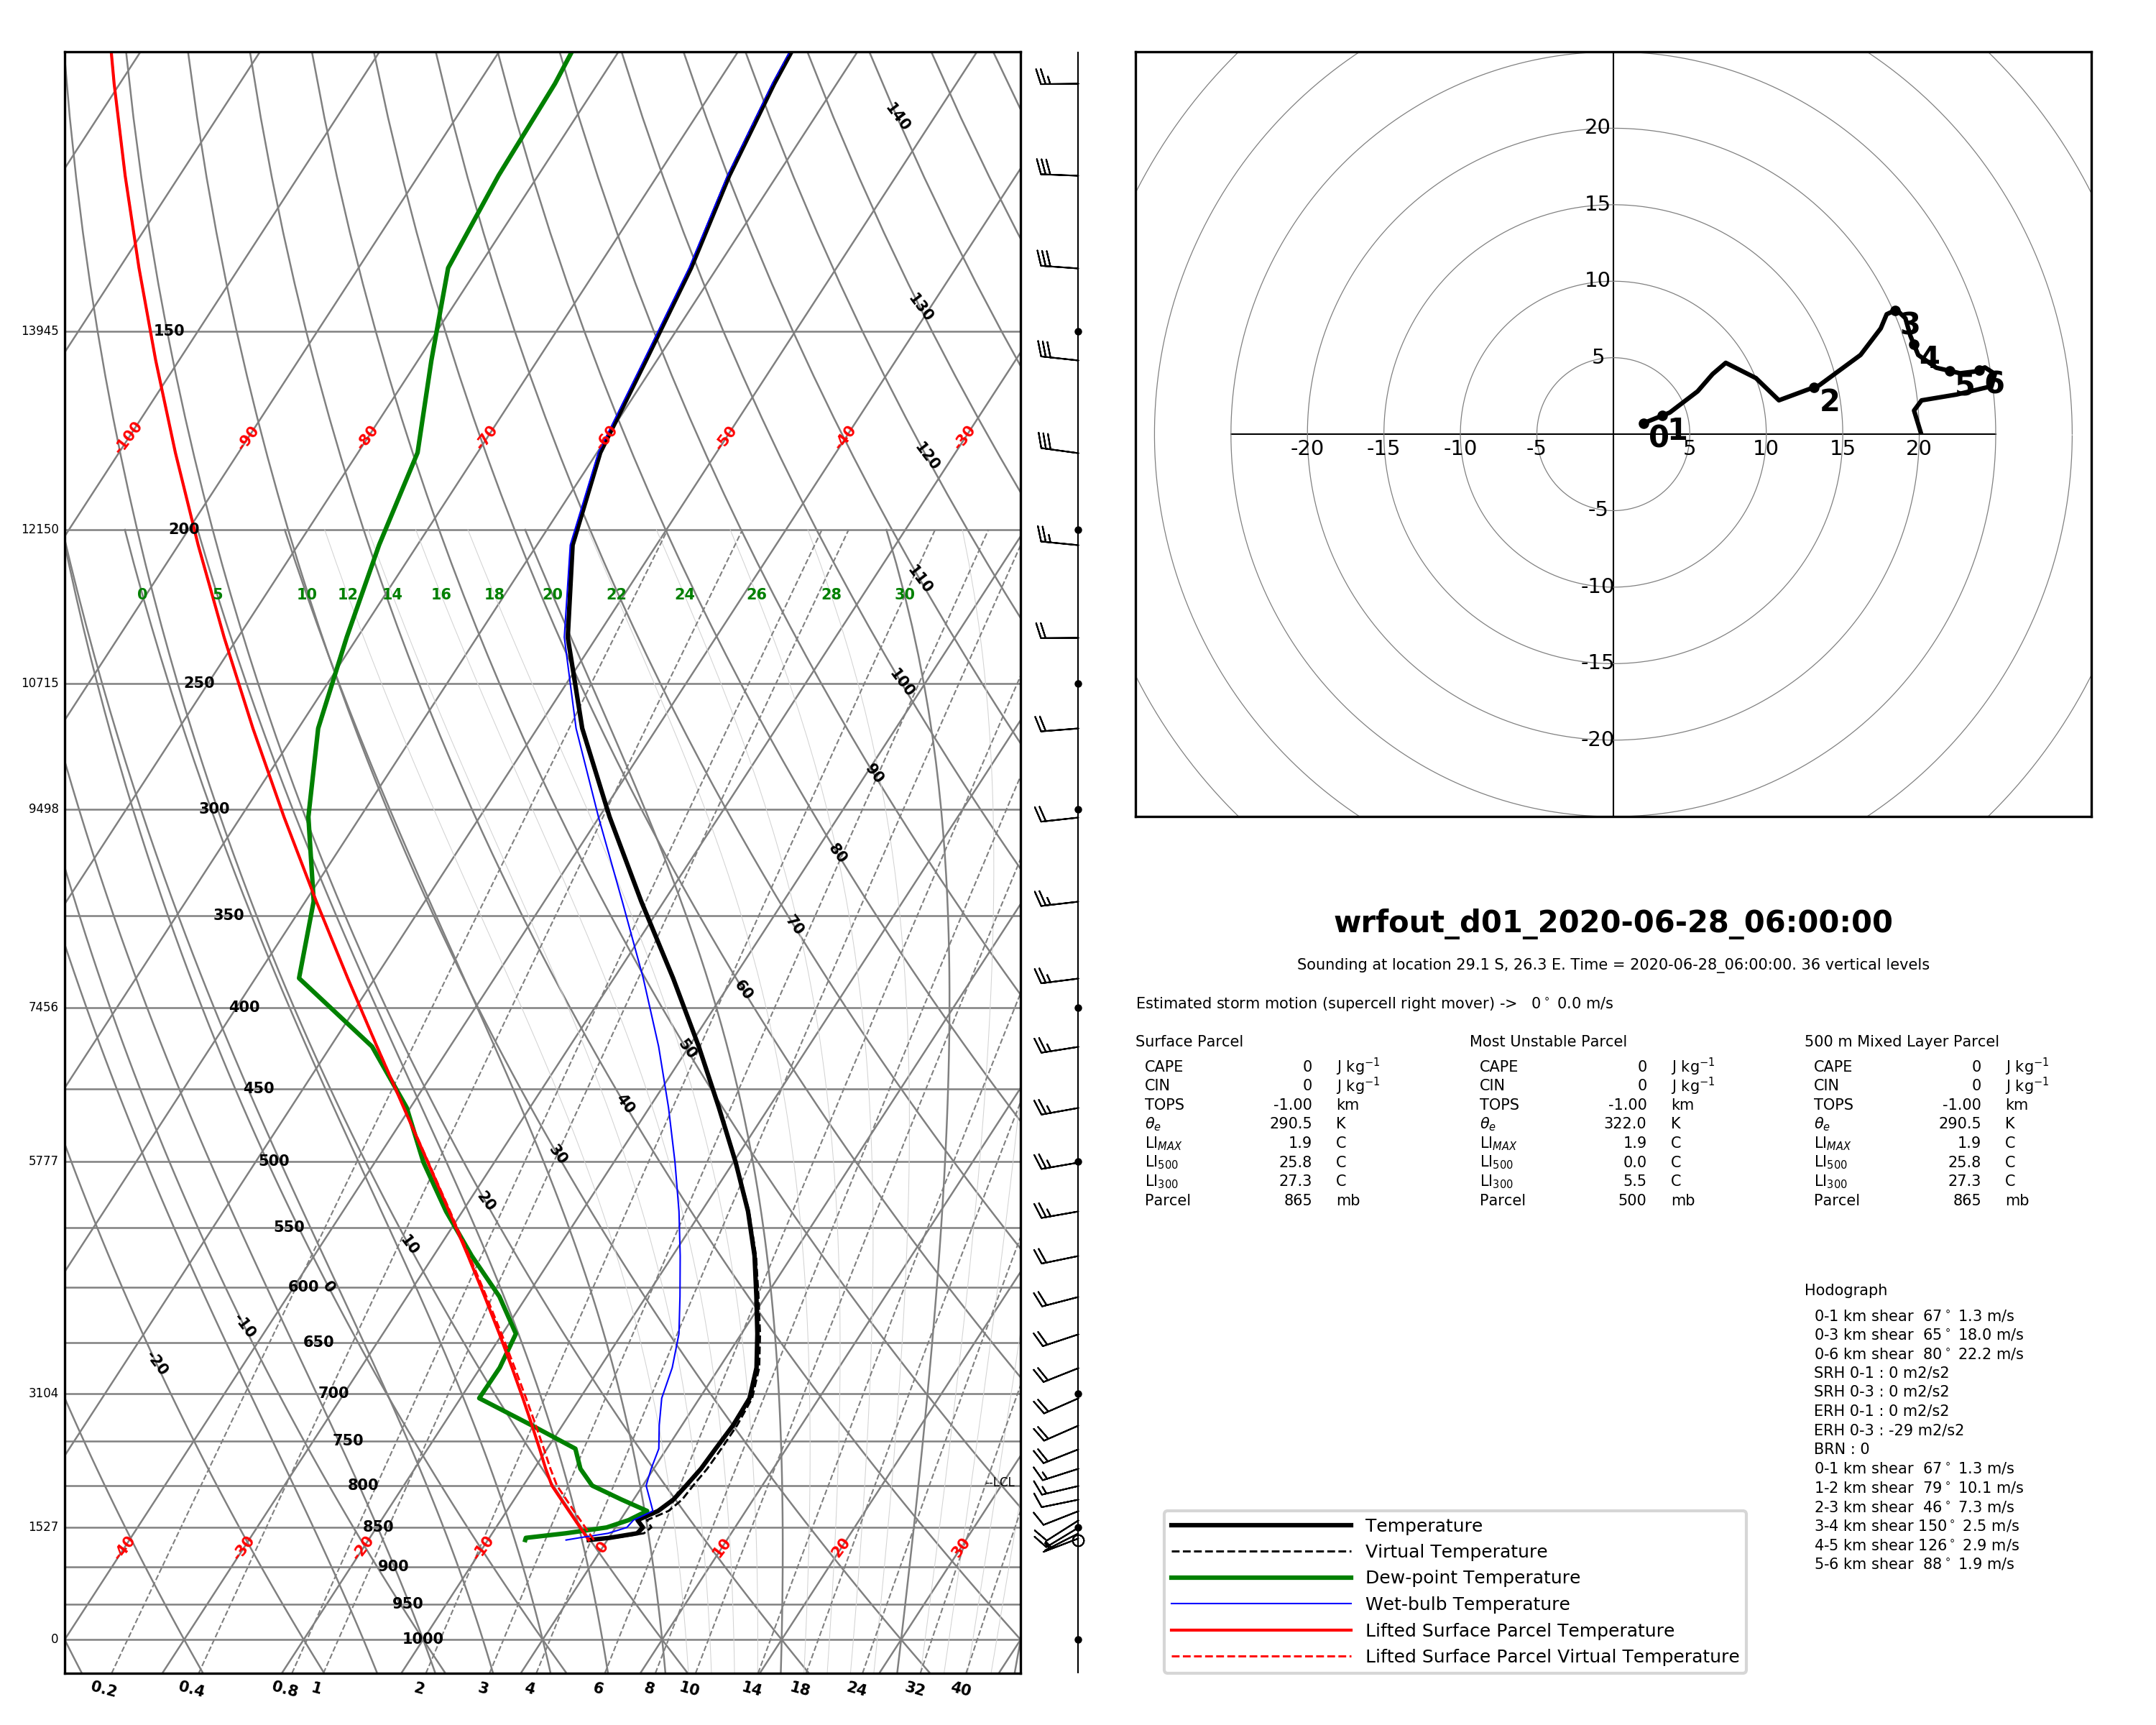 140
130
13945 150
-100 -90 -80 -70 -60 -50 -40 -30
120
12150 200
110
0 5 10 12 14 16 18 20 22 24 26 28 30
10715 250
100
90
9498 300
80
350
70
7456 400
60
50
450
40
5777 500
30
20
550
10
600 0
-10
650
-20
3104 700
750
800
LCL
1527 850
-40 -30 -20 -10 0 10 20 30
900
950
0 1000
0.2 0.4 0.8 1 2 3 4 6 8 10 14 18 24 32 40
20
15
10
5
-20 -15 -10 -5 5 10 15 20
-5
-10
-15
-20
0 1 2 3 4 5 6
wrfout_d01_2020-06-28_06:00:00
Sounding at location 29.1 S, 26.3 E. Time = 2020-06-28_06:00:00. 36 vertical levels
Estimated storm motion (supercell right mover) -> 0° 0.0 m/s
Surface Parcel
CAPE 0 J kg⁻¹
CIN 0 J kg⁻¹
TOPS -1.00 km
θe 290.5 K
LIMAX 1.9 C
LI500 25.8 C
LI300 27.3 C
Parcel 865 mb
Most Unstable Parcel
CAPE 0 J kg⁻¹
CIN 0 J kg⁻¹
TOPS -1.00 km
θe 322.0 K
LIMAX 1.9 C
LI500 0.0 C
LI300 5.5 C
Parcel 500 mb
500 m Mixed Layer Parcel
CAPE 0 J kg⁻¹
CIN 0 J kg⁻¹
TOPS -1.00 km
θe 290.5 K
LIMAX 1.9 C
LI500 25.8 C
LI300 27.3 C
Parcel 865 mb
Hodograph
0-1 km shear 67° 1.3 m/s
0-3 km shear 65° 18.0 m/s
0-6 km shear 80° 22.2 m/s
SRH 0-1 : 0 m2/s2
SRH 0-3 : 0 m2/s2
ERH 0-1 : 0 m2/s2
ERH 0-3 : -29 m2/s2
BRN : 0
0-1 km shear 67° 1.3 m/s
1-2 km shear 79° 10.1 m/s
2-3 km shear 46° 7.3 m/s
3-4 km shear 150° 2.5 m/s
4-5 km shear 126° 2.9 m/s
5-6 km shear 88° 1.9 m/s
Temperature
Virtual Temperature
Dew-point Temperature
Wet-bulb Temperature
Lifted Surface Parcel Temperature
Lifted Surface Parcel Virtual Temperature